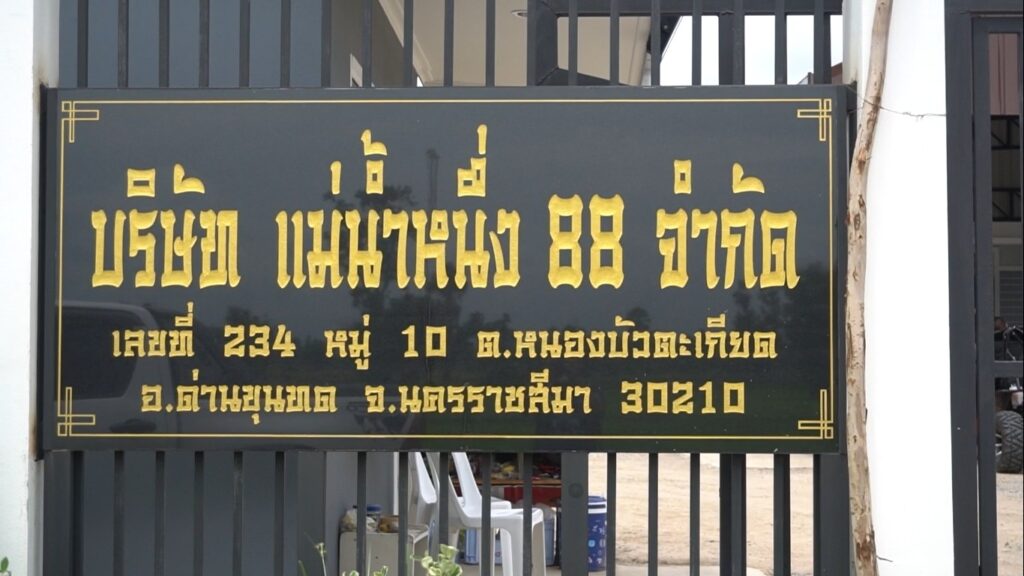 บริษัท แม่น้ำหนึ่ง 88 จำกัด
เลขที่ 234 หมู่ 10 ต.หนองบัวตะเกียด
อ.ด่านขุนทด จ.นครราชสีมา 30210